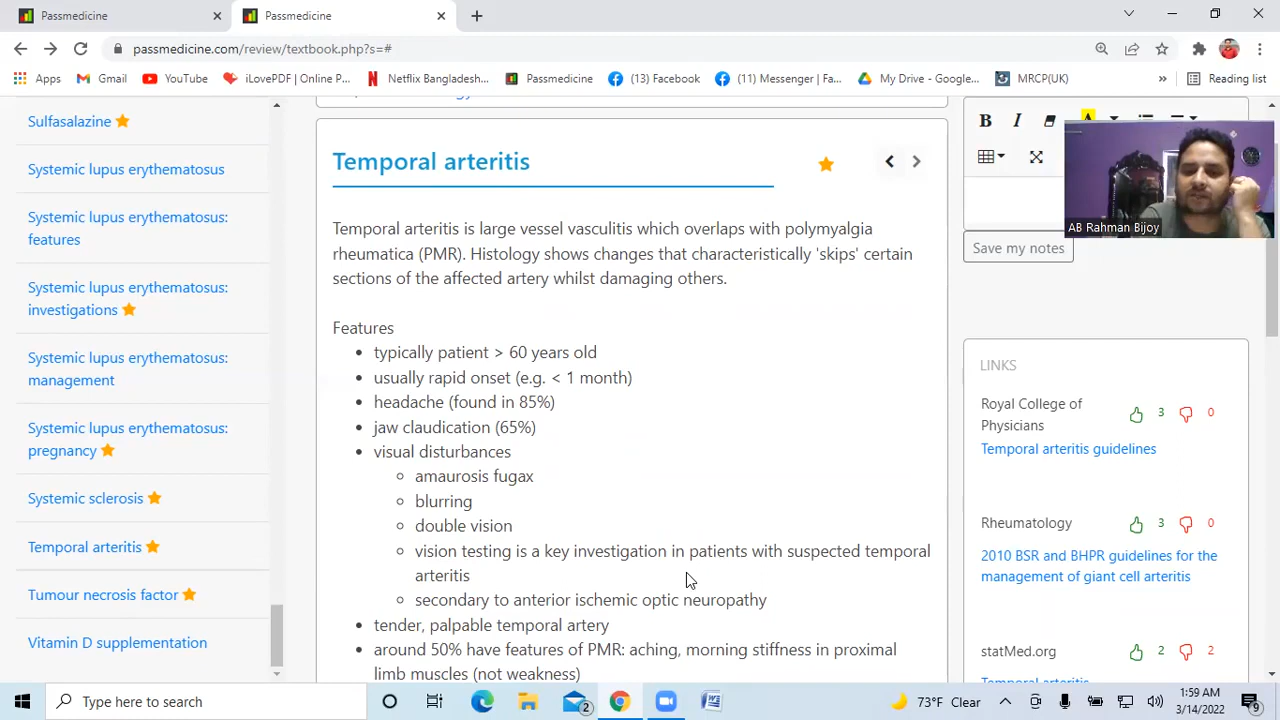 Passmedicine
Passmedicine
passmedicine.com/review/textbook.php?s=#
Apps
Gmail
YouTube
iLovePDF | Online P...
Netflix Bangladesh...
Passmedicine
(13) Facebook
(11) Messenger | Fa...
My Drive - Google...
MRCP(UK)
»
Reading list
Sulfasalazine
Systemic lupus erythematosus
Systemic lupus erythematosus:
features
Systemic lupus erythematosus:
investigations
Systemic lupus erythematosus:
management
Systemic lupus erythematosus:
pregnancy
Systemic sclerosis
Temporal arteritis
Tumour necrosis factor
Vitamin D supplementation
Temporal arteritis
Temporal arteritis is large vessel vasculitis which overlaps with polymyalgia
rheumatica (PMR). Histology shows changes that characteristically 'skips' certain
sections of the affected artery whilst damaging others.
Features
• typically patient > 60 years old
• usually rapid onset (e.g. < 1 month)
• headache (found in 85%)
• jaw claudication (65%)
• visual disturbances
○ amaurosis fugax
○ blurring
○ double vision
○ vision testing is a key investigation in patients with suspected temporal
arteritis
○ secondary to anterior ischemic optic neuropathy
• tender, palpable temporal artery
• around 50% have features of PMR: aching, morning stiffness in proximal
limb muscles (not weakness)
B I A
AB Rahman Bijoy
Save my notes
LINKS
Royal College of
Physicians
3 0
Temporal arteritis guidelines
Rheumatology 3 0
2010 BSR and BHPR guidelines for the
management of giant cell arteritis
statMed.org 2 2
Temporal arteritis
Type here to search
2
73°F Clear
1:59 AM
3/14/2022
9